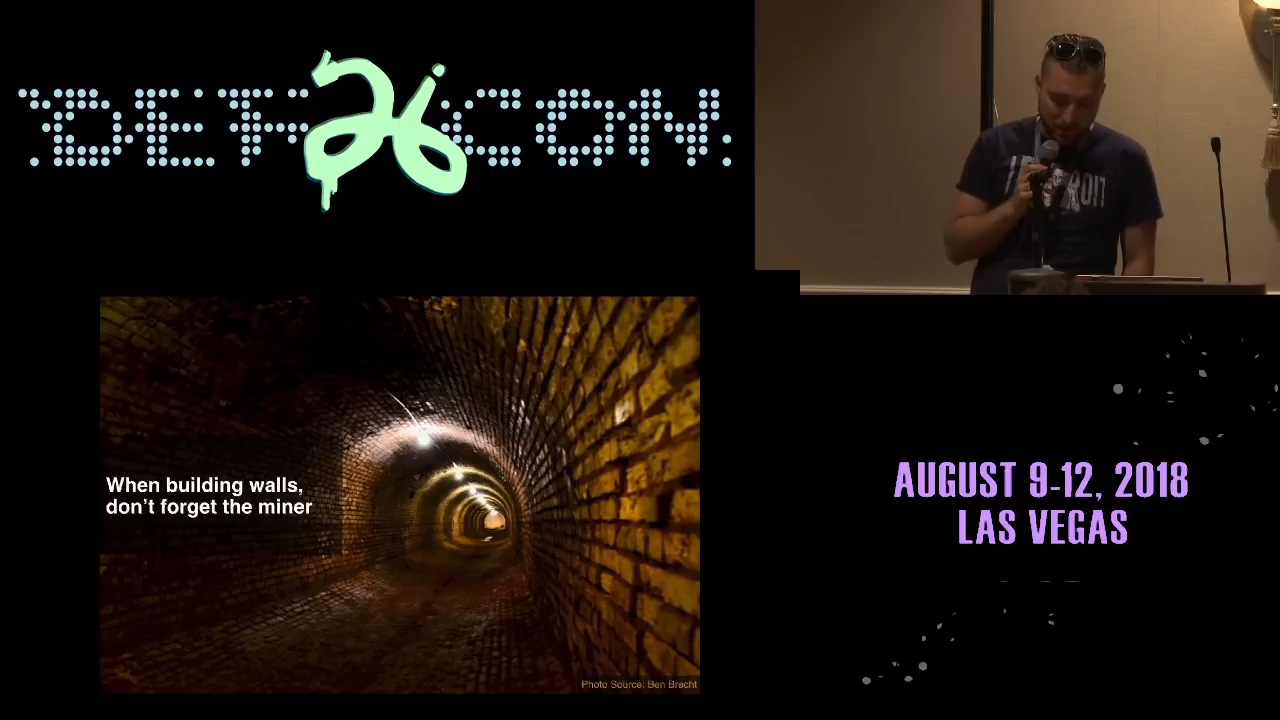 DEF 26 CON
When building walls,
don't forget the miner
Photo Source: Ben Bracht
AUGUST 9-12, 2018
LAS VEGAS